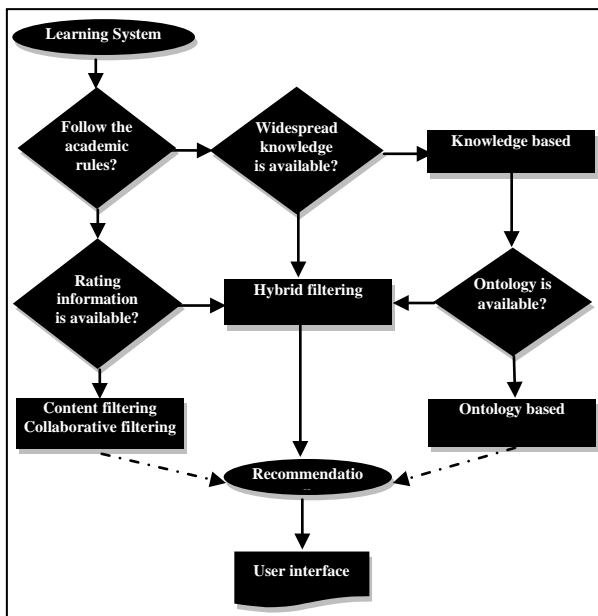 Learning System
Follow the
academic
rules?
Widespread
knowledge
is available?
Knowledge based
Rating
information
is available?
Hybrid filtering
Ontology is
available?
Content filtering
Collaborative filtering
Ontology based
Recommendatio
User interface